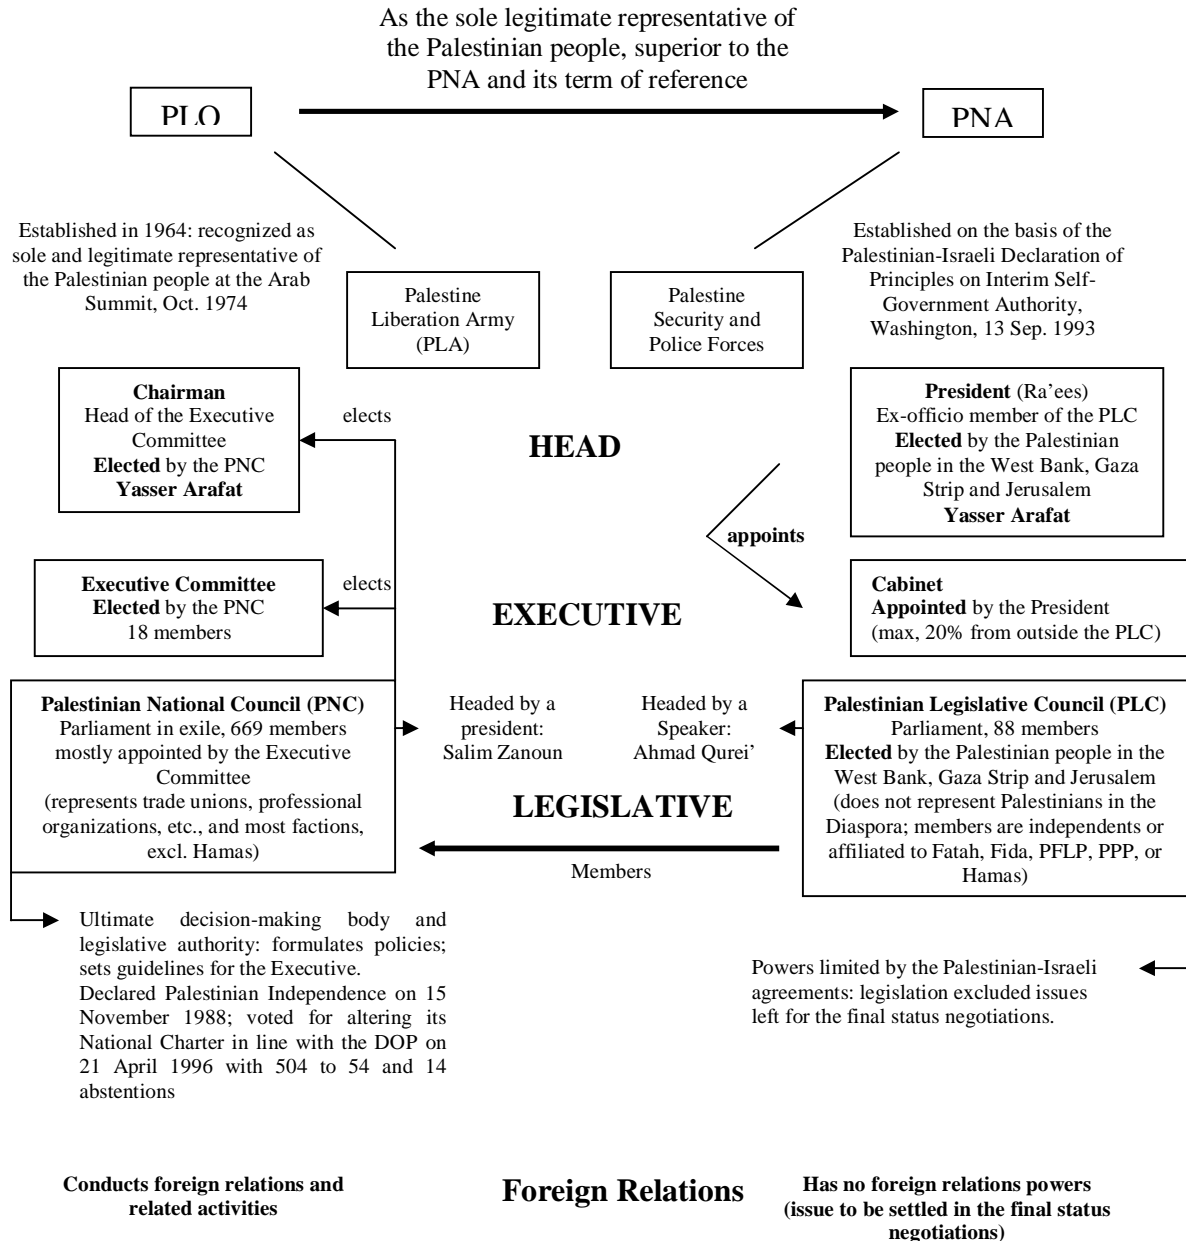 As the sole legitimate representative of
the Palestinian people, superior to the
PNA and its term of reference
PLO
PNA
Established in 1964: recognized as
sole and legitimate representative of
the Palestinian people at the Arab
Summit, Oct. 1974
Palestine
Liberation Army
(PLA)
Palestine
Security and
Police Forces
Established on the basis of the
Palestinian-Israeli Declaration of
Principles on Interim Self-
Government Authority,
Washington, 13 Sep. 1993
Chairman
Head of the Executive
Committee
Elected by the PNC
Yasser Arafat
elects
HEAD
President (Ra'ees)
Ex-officio member of the PLC
Elected by the Palestinian
people in the West Bank, Gaza
Strip and Jerusalem
Yasser Arafat
appoints
Executive Committee
Elected by the PNC
18 members
elects
EXECUTIVE
Cabinet
Appointed by the President
(max, 20% from outside the PLC)
Palestinian National Council (PNC)
Parliament in exile, 669 members
mostly appointed by the Executive
Committee
(represents trade unions, professional
organizations, etc., and most factions,
excl. Hamas)
Headed by a
president:
Salim Zanoun
Headed by a
Speaker:
Ahmad Qurei'
Palestinian Legislative Council (PLC)
Parliament, 88 members
Elected by the Palestinian people in the
West Bank, Gaza Strip and Jerusalem
(does not represent Palestinians in the
Diaspora; members are independents or
affiliated to Fatah, Fida, PFLP, PPP, or
Hamas)
LEGISLATIVE
Members
Ultimate decision-making body and
legislative authority: formulates policies;
sets guidelines for the Executive.
Declared Palestinian Independence on 15
November 1988; voted for altering its
National Charter in line with the DOP on
21 April 1996 with 504 to 54 and 14
abstentions
Powers limited by the Palestinian-Israeli
agreements: legislation excluded issues
left for the final status negotiations.
Conducts foreign relations and
related activities
Foreign Relations
Has no foreign relations powers
(issue to be settled in the final status
negotiations)